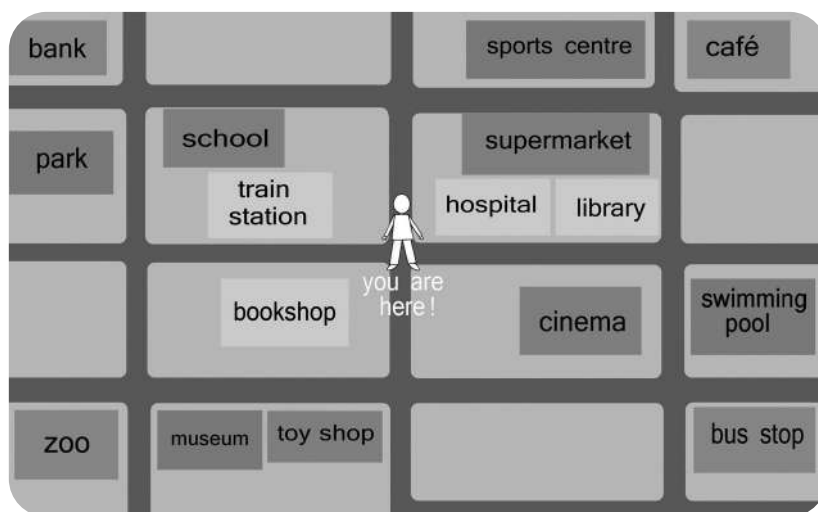 bank
sports centre
café
school
supermarket
park
train
station
hospital
library
you are
here!
bookshop
cinema
swimming
pool
zoo
museum
toy shop
bus stop